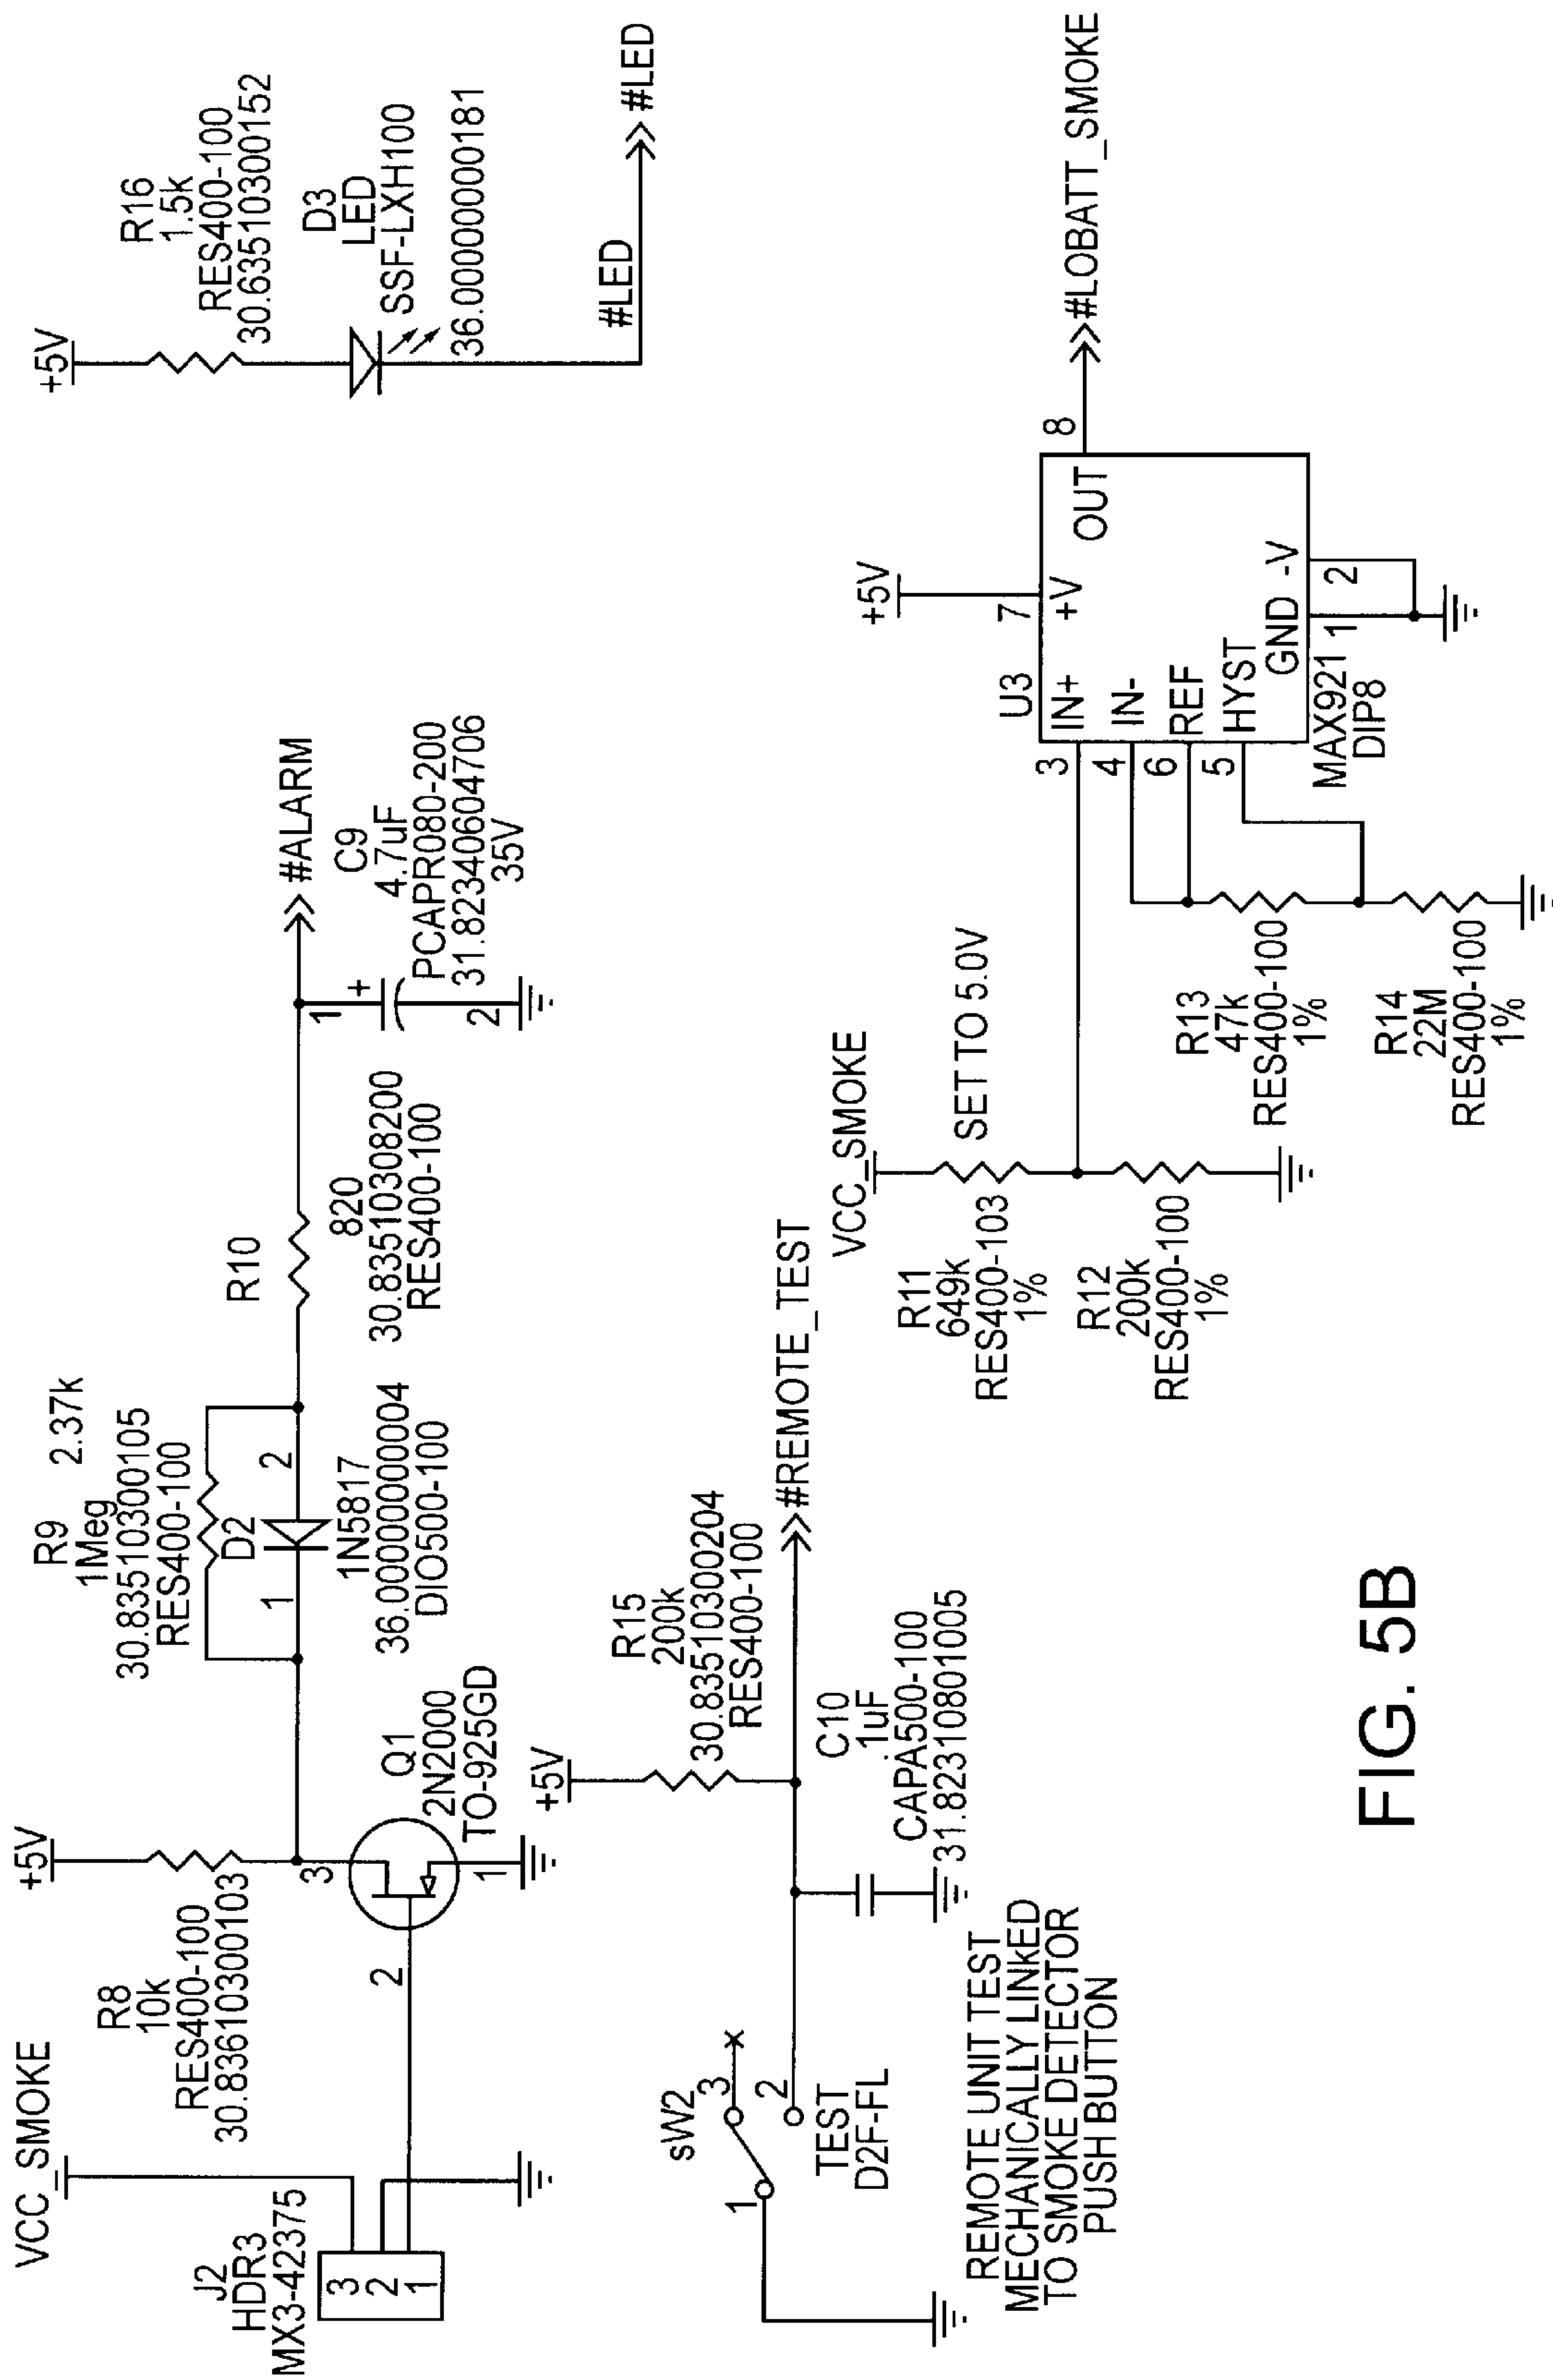 VCC_SMOKE
J2
HDR3
MX3-42375
3
2
1
+5V
R8
10k
RES400-100
30.83610300103
3
2
1
Q1
2N2000
TO-925GD
R9 2.37k
1Meg
30.83510300105
RES400-100
D2
1
2
1N5817
36.00000000004
DIO500-100
R10
820
30.83510308200
RES400-100
#ALARM
1
+
2
C9
4.7uF
PCAPR080-200
31.82340604706
35V
+5V
R16
1.5k
RES400-100
30.63510300152
D3
LED
SSF-LXH100
36.00000000181
#LED
#LED
sW2
1
3
2
TEST
D2F-FL
REMOTE UNIT TEST
MECHANICALLY LINKED
TO SMOKE DETECTOR
PUSH BUTTON
+5V
R15
200k
30.83510300204
RES400-100
#REMOTE_TEST
C10
.1uF
CAPA500-100
31.82310801005
VCC_SMOKE
SET TO 5.0V
R11
649k
RES400-103
1%
R12
200k
RES400-100
1%
R13
47k
RES400-100
1%
R14
22M
RES400-100
1%
+5V
U3
7
+V
3
IN+
4
IN-
6
REF
5
HYST
OUT
8
GND
-V
1
2
MAX921
DIP8
#LOBATT_SMOKE
FIG. 5B